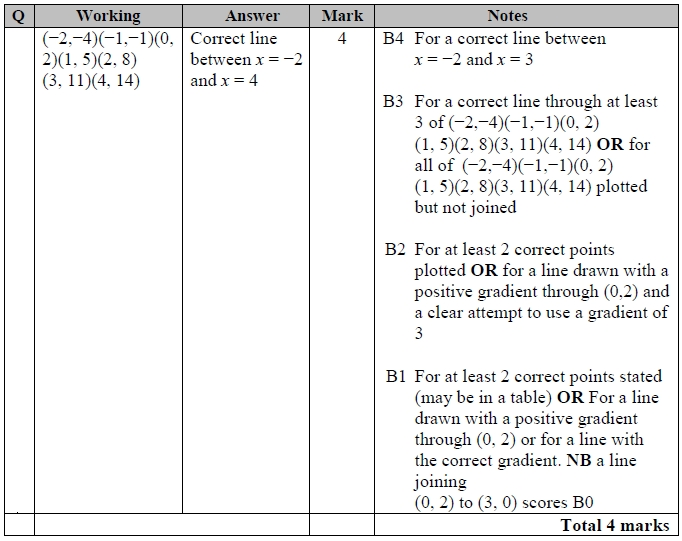 Q Working Answer Mark Notes
(−2,−4)(−1,−1)(0,
2)(1, 5)(2, 8)
(3, 11)(4, 14)
Correct line
between x = −2
and x = 4
4
B4 For a correct line between
x = −2 and x = 3
B3 For a correct line through at least
3 of (−2,−4)(−1,−1)(0, 2)
(1, 5)(2, 8)(3, 11)(4, 14) OR for
all of (−2,−4)(−1,−1)(0, 2)
(1, 5)(2, 8)(3, 11)(4, 14) plotted
but not joined
B2 For at least 2 correct points
plotted OR for a line drawn with a
positive gradient through (0,2) and
a clear attempt to use a gradient of
3
B1 For at least 2 correct points stated
(may be in a table) OR For a line
drawn with a positive gradient
through (0, 2) or for a line with
the correct gradient. NB a line
joining
(0, 2) to (3, 0) scores B0
Total 4 marks